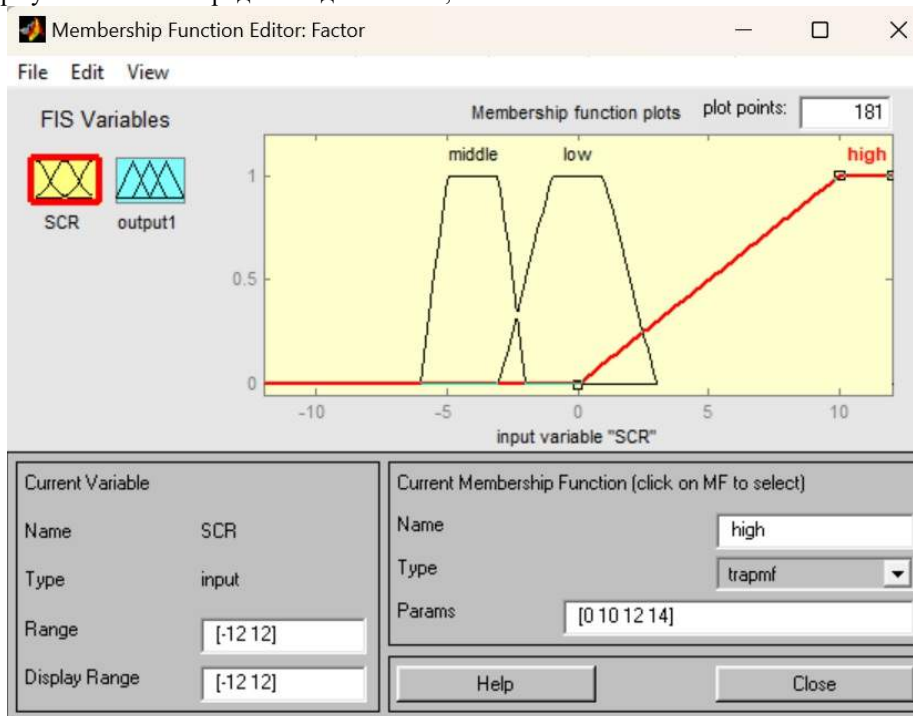 Membership Function Editor: Factor
File Edit View
FIS Variables
SCR
output1
Membership function plots
plot points:
181
middle
low
high
1
0.5
0
-10
-5
0
5
10
input variable "SCR"
Current Variable
Name
SCR
Type
input
Range
[-12 12]
Display Range
[-12 12]
Current Membership Function (click on MF to select)
Name
high
Type
trapmf
Params
[0 10 12 14]
Help
Close